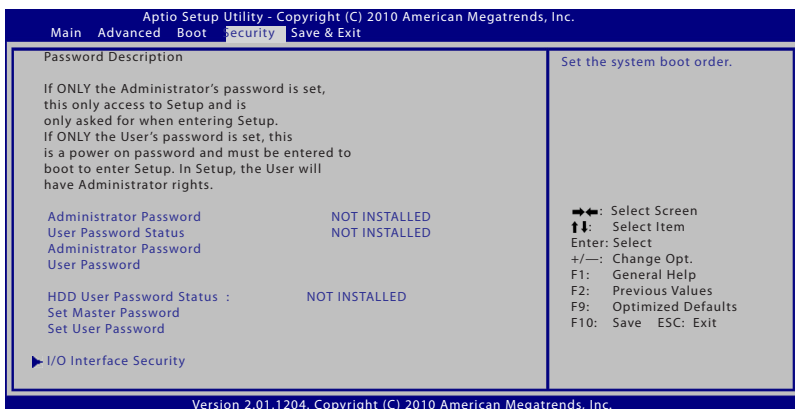 Aptio Setup Utility - Copyright (C) 2010 American Megatrends, Inc.
Main Advanced Boot Security Save & Exit
Password Description
If ONLY the Administrator's password is set,
this only access to Setup and is
only asked for when entering Setup.
If ONLY the User's password is set, this
is a power on password and must be entered to
boot to enter Setup. In Setup, the User will
have Administrator rights.
Administrator Password NOT INSTALLED
User Password Status NOT INSTALLED
Administrator Password
User Password
HDD User Password Status : NOT INSTALLED
Set Master Password
Set User Password
I/O Interface Security
Set the system boot order.
→←: Select Screen
↑↓: Select Item
Enter: Select
+/—: Change Opt.
F1: General Help
F2: Previous Values
F9: Optimized Defaults
F10: Save ESC: Exit
Version 2.01.1204. Copyright (C) 2010 American Megatrends, Inc.